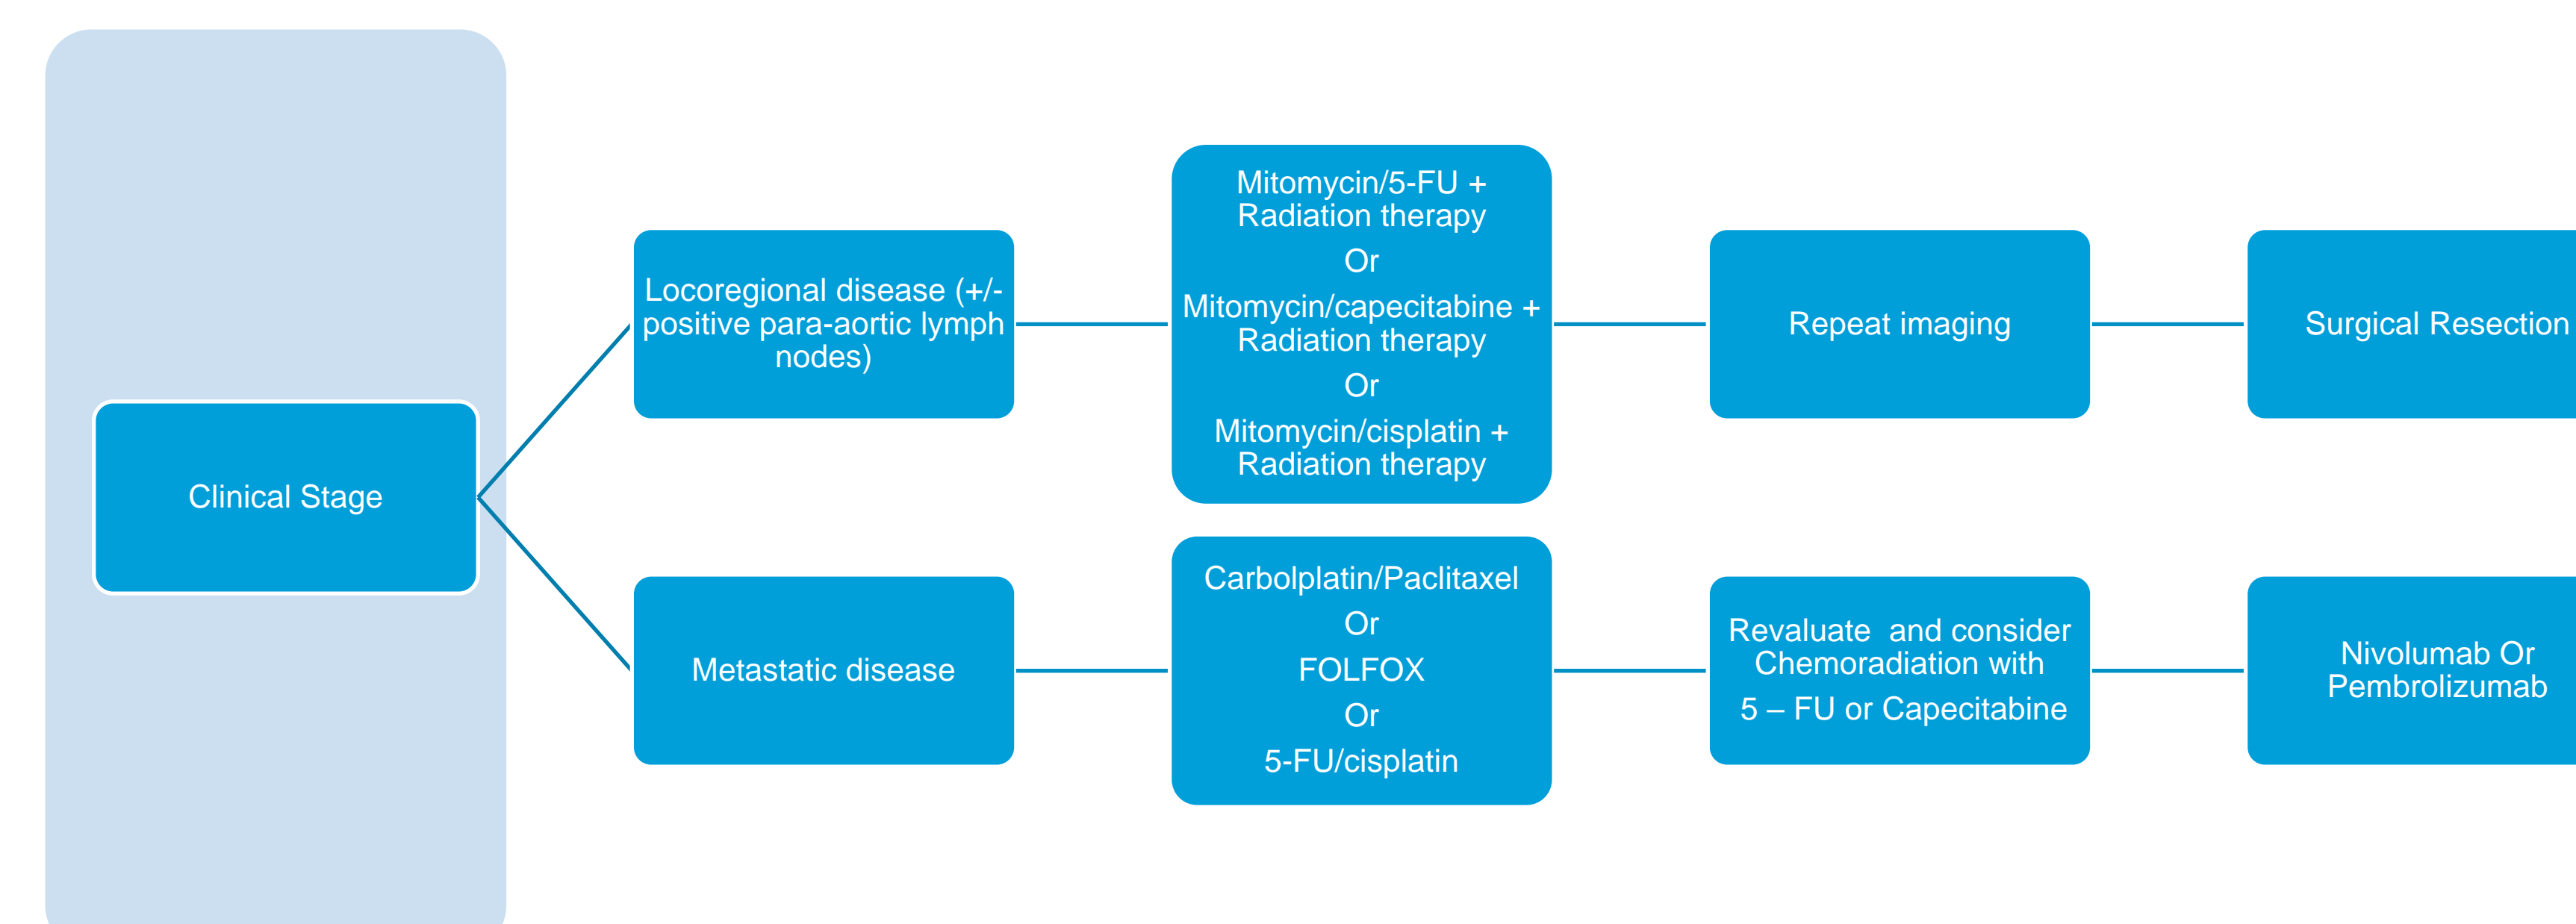 Clinical Stage
Locoregional disease (+/-
positive para-aortic lymph
nodes)
Mitomycin/5-FU +
Radiation therapy
Or
Mitomycin/capecitabine +
Radiation therapy
Or
Mitomycin/cisplatin +
Radiation therapy
Repeat imaging
Surgical Resection
Metastatic disease
Carbolplatin/Paclitaxel
Or
FOLFOX
Or
5-FU/cisplatin
Revaluate  and consider
Chemoradiation with
5 – FU or Capecitabine
Nivolumab Or
Pembrolizumab